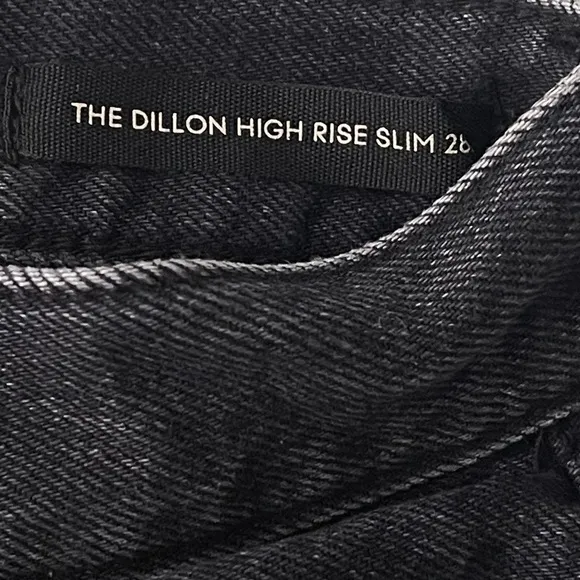 THE DILLON HIGH RISE SLIM 28